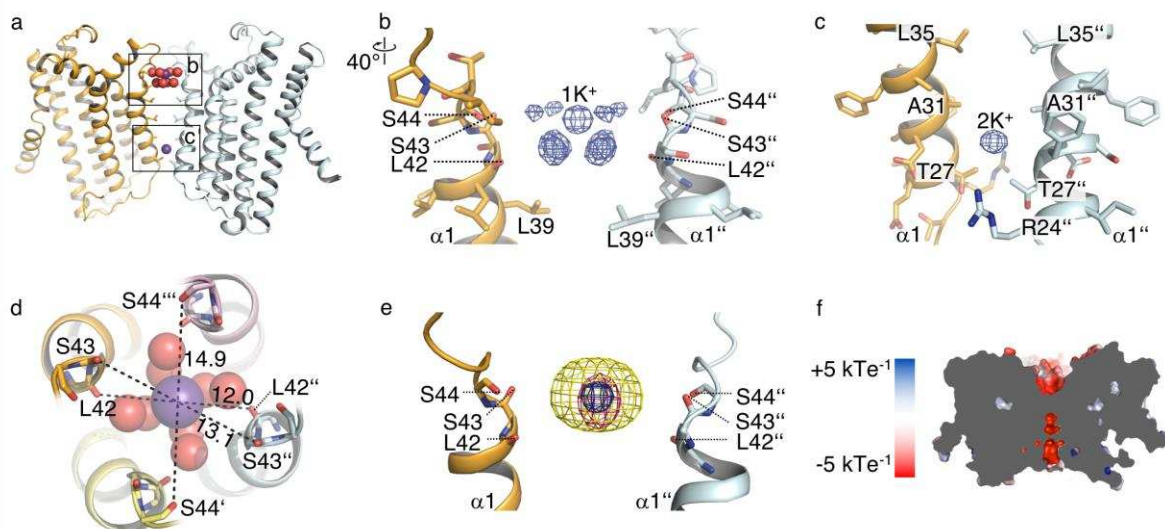 a
b
c
b
40°
1K⁺
S44
S43
L42
L39
α1
S44“
S43“
L42“
L39“
α1“
c
L35
A31
T27
α1
2K⁺
L35“
A31“
T27“
R24“
α1“
d
S44“‘
S43
14.9
12.0
L42“
L42
13.1
S43“
S44‘
e
S44
S43
L42
α1
S44“
S43“
L42“
α1“
f
+5 kTe⁻¹
-5 kTe⁻¹